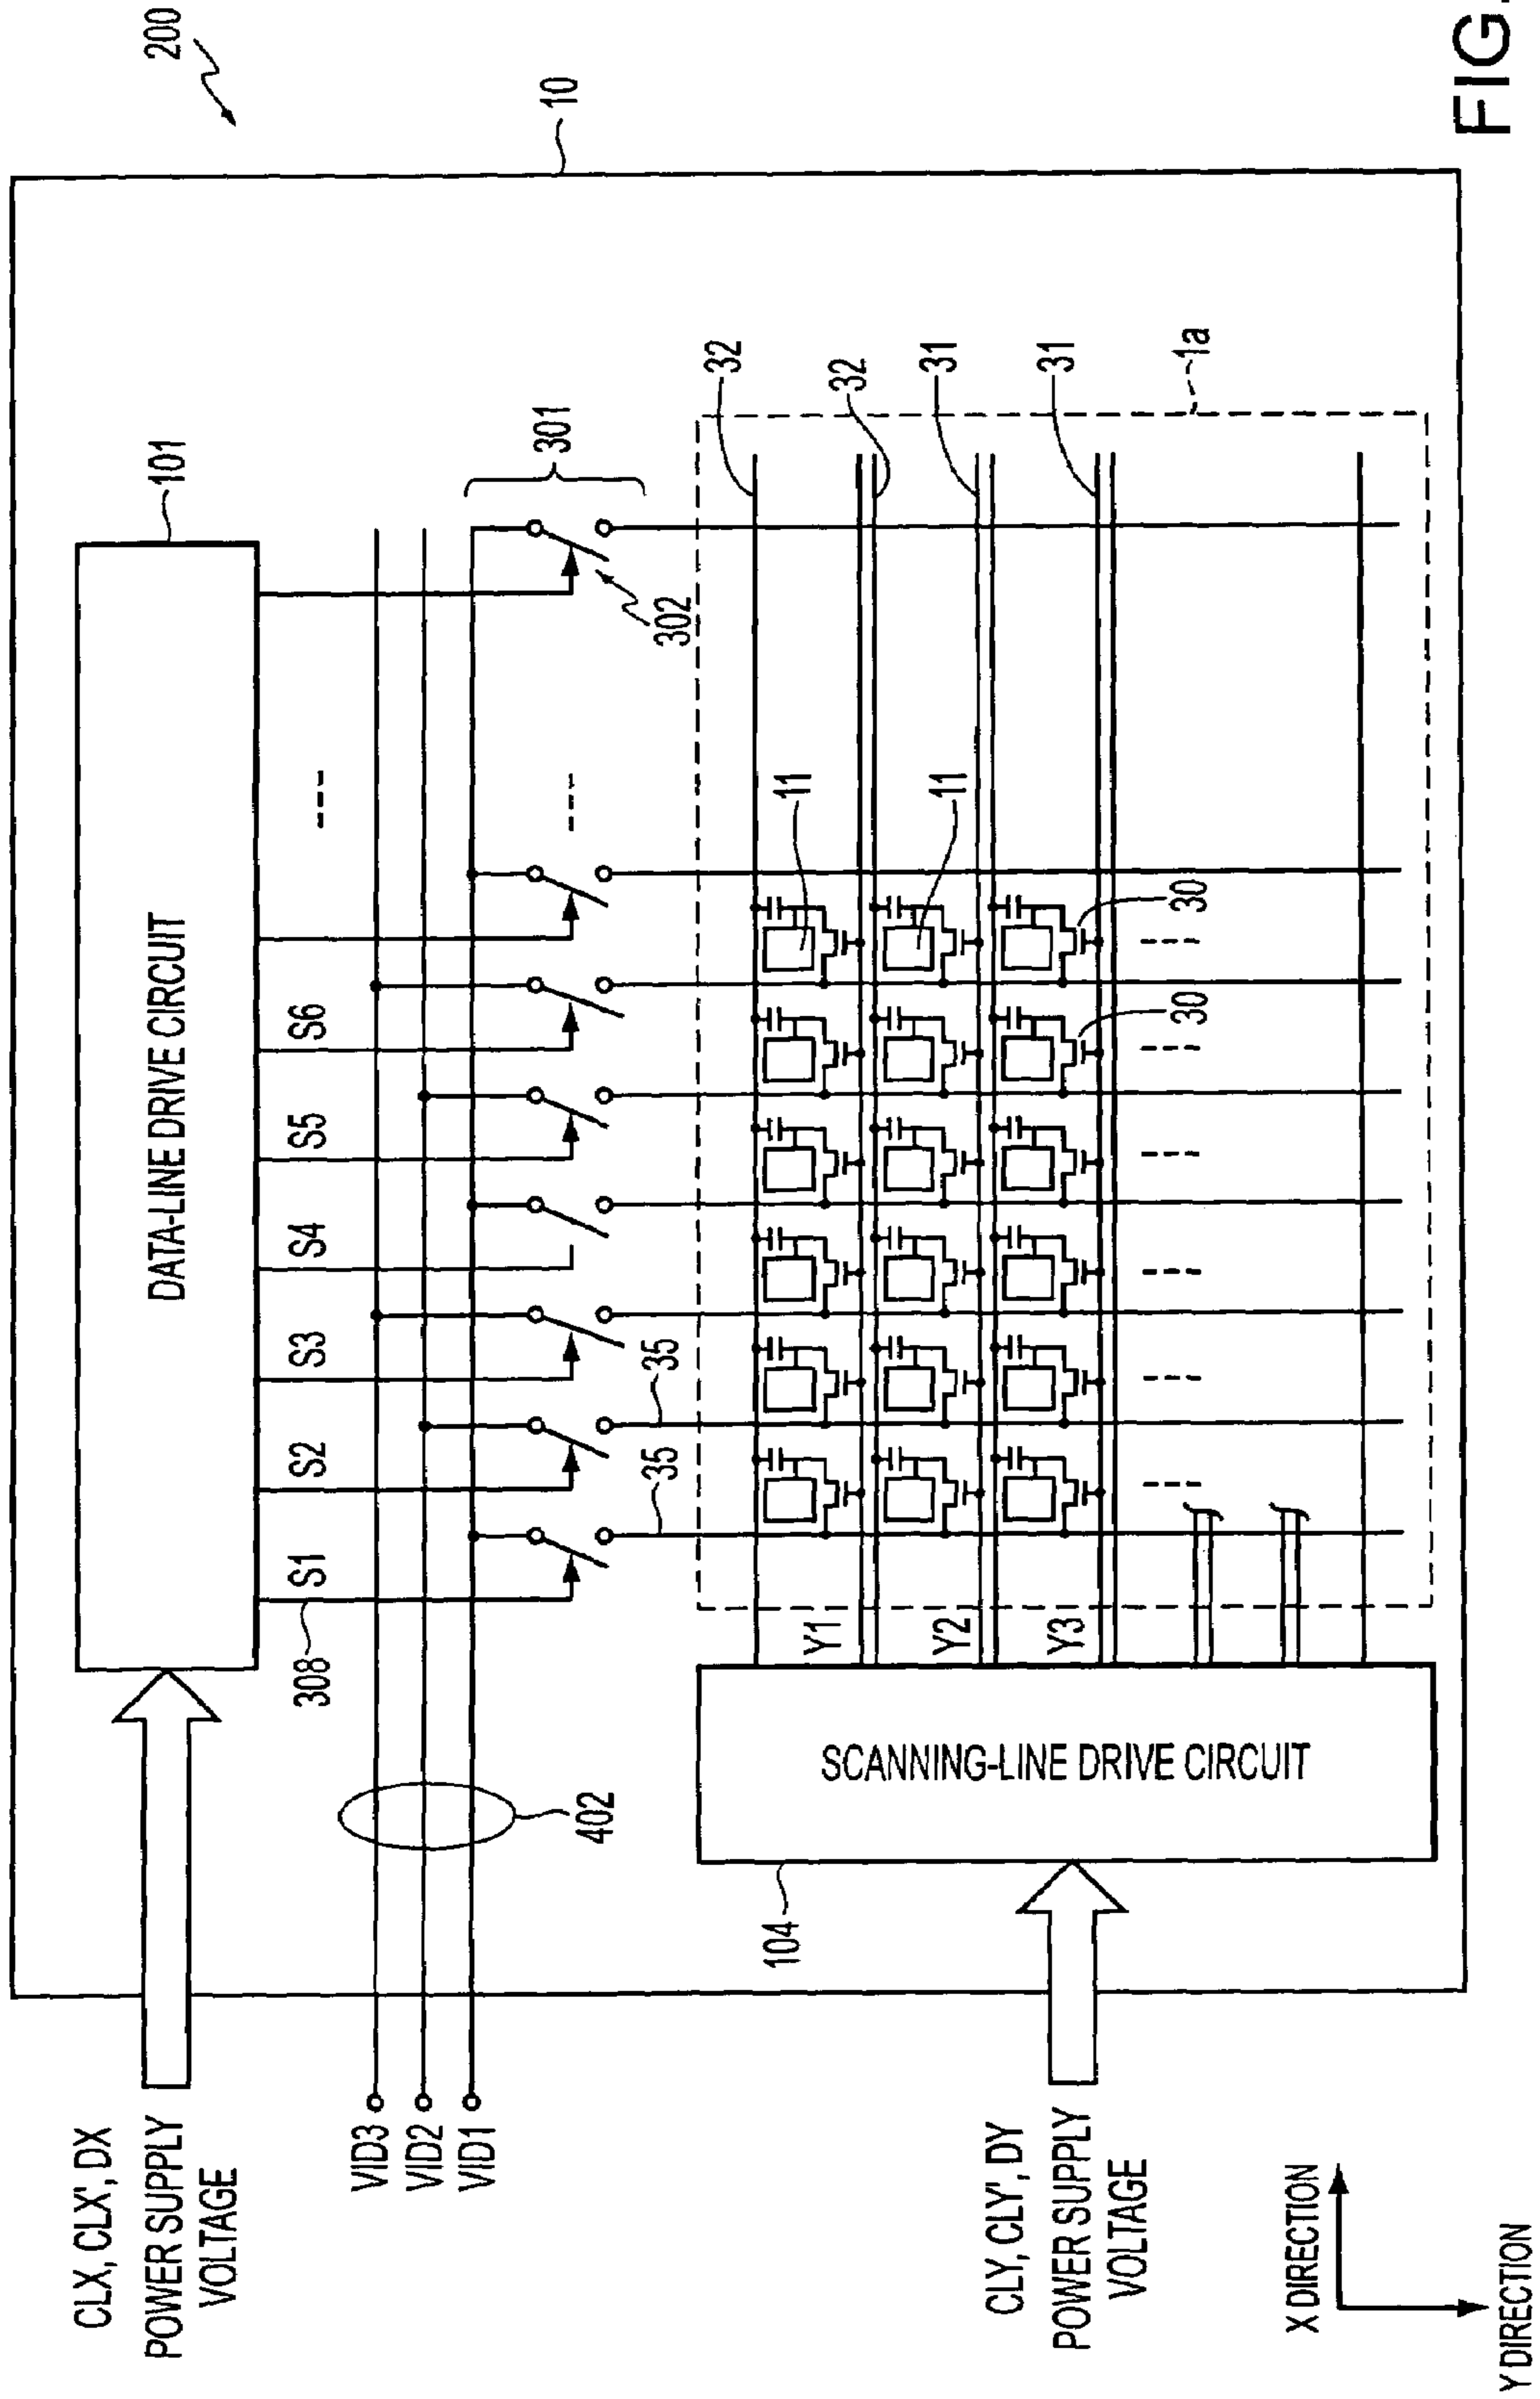 200
10
CLX, CLX', DX
POWER SUPPLY
VOLTAGE
DATA-LINE DRIVE CIRCUIT
101
308
S1
S2
S3
S4
S5
S6
VID3
VID2
VID1
402
301
302
35
35
32
32
31
31
1a
11
11
30
30
Y1
Y2
Y3
104
SCANNING-LINE DRIVE CIRCUIT
CLY, CLY', DY
POWER SUPPLY
VOLTAGE
X DIRECTION
Y DIRECTION
FIG.